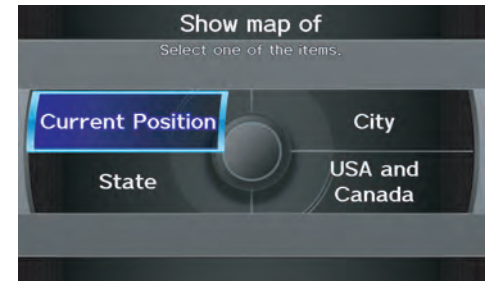 Show map of
Select one of the items.
Current Position
City
State
USA and
Canada